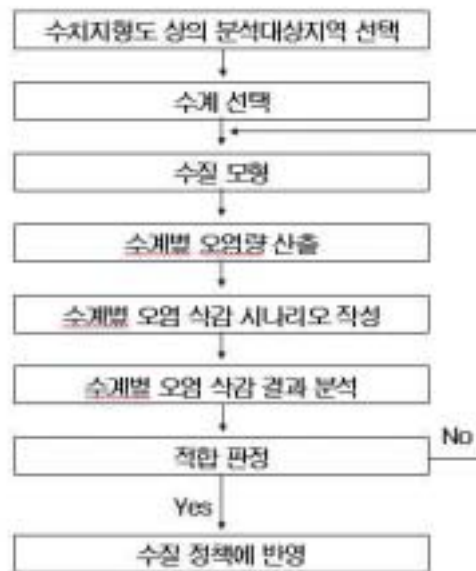 수치지형도 상의 분석대상지역 선택
수계 선택
수질 모형
수계별 오염량 산출
수계별 오염 삭감 시나리오 작성
수계별 오염 삭감 결과 분석
적합 판정
No
Yes
수질 정책에 반영